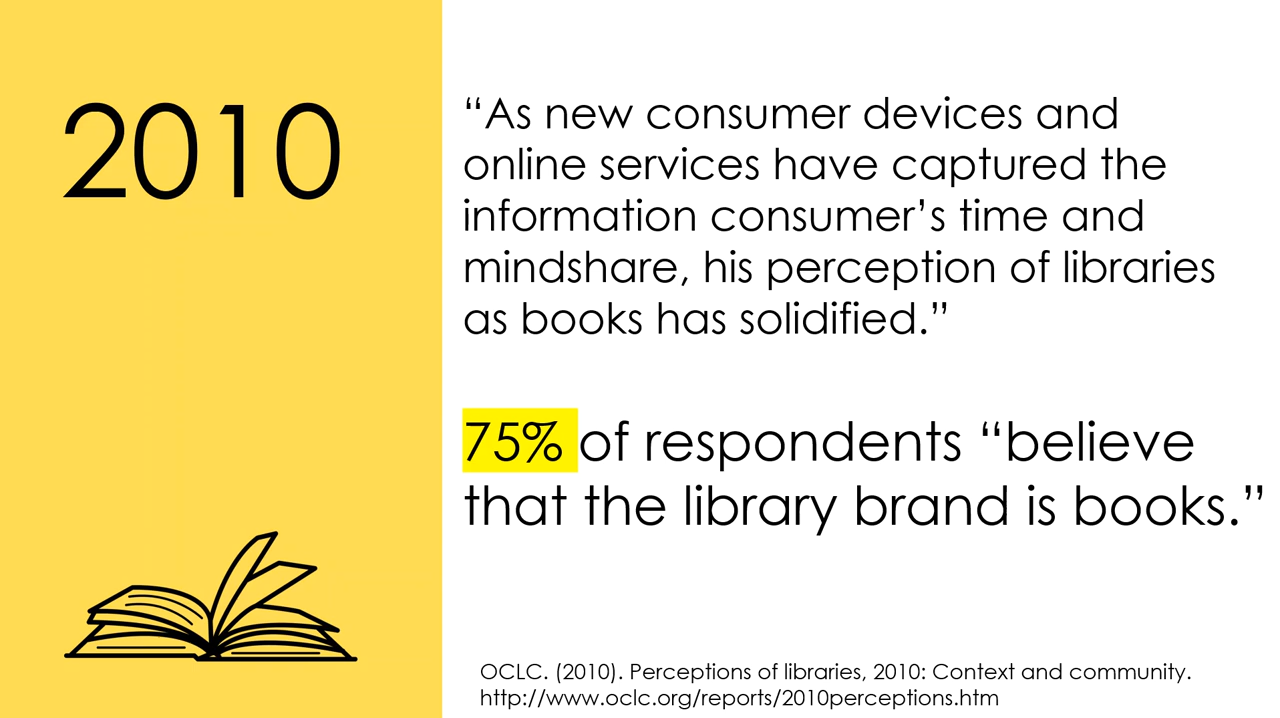 2010
“As new consumer devices and
online services have captured the
information consumer’s time and
mindshare, his perception of libraries
as books has solidified.”
75% of respondents “believe
that the library brand is books.”
OCLC. (2010). Perceptions of libraries, 2010: Context and community.
http://www.oclc.org/reports/2010perceptions.htm